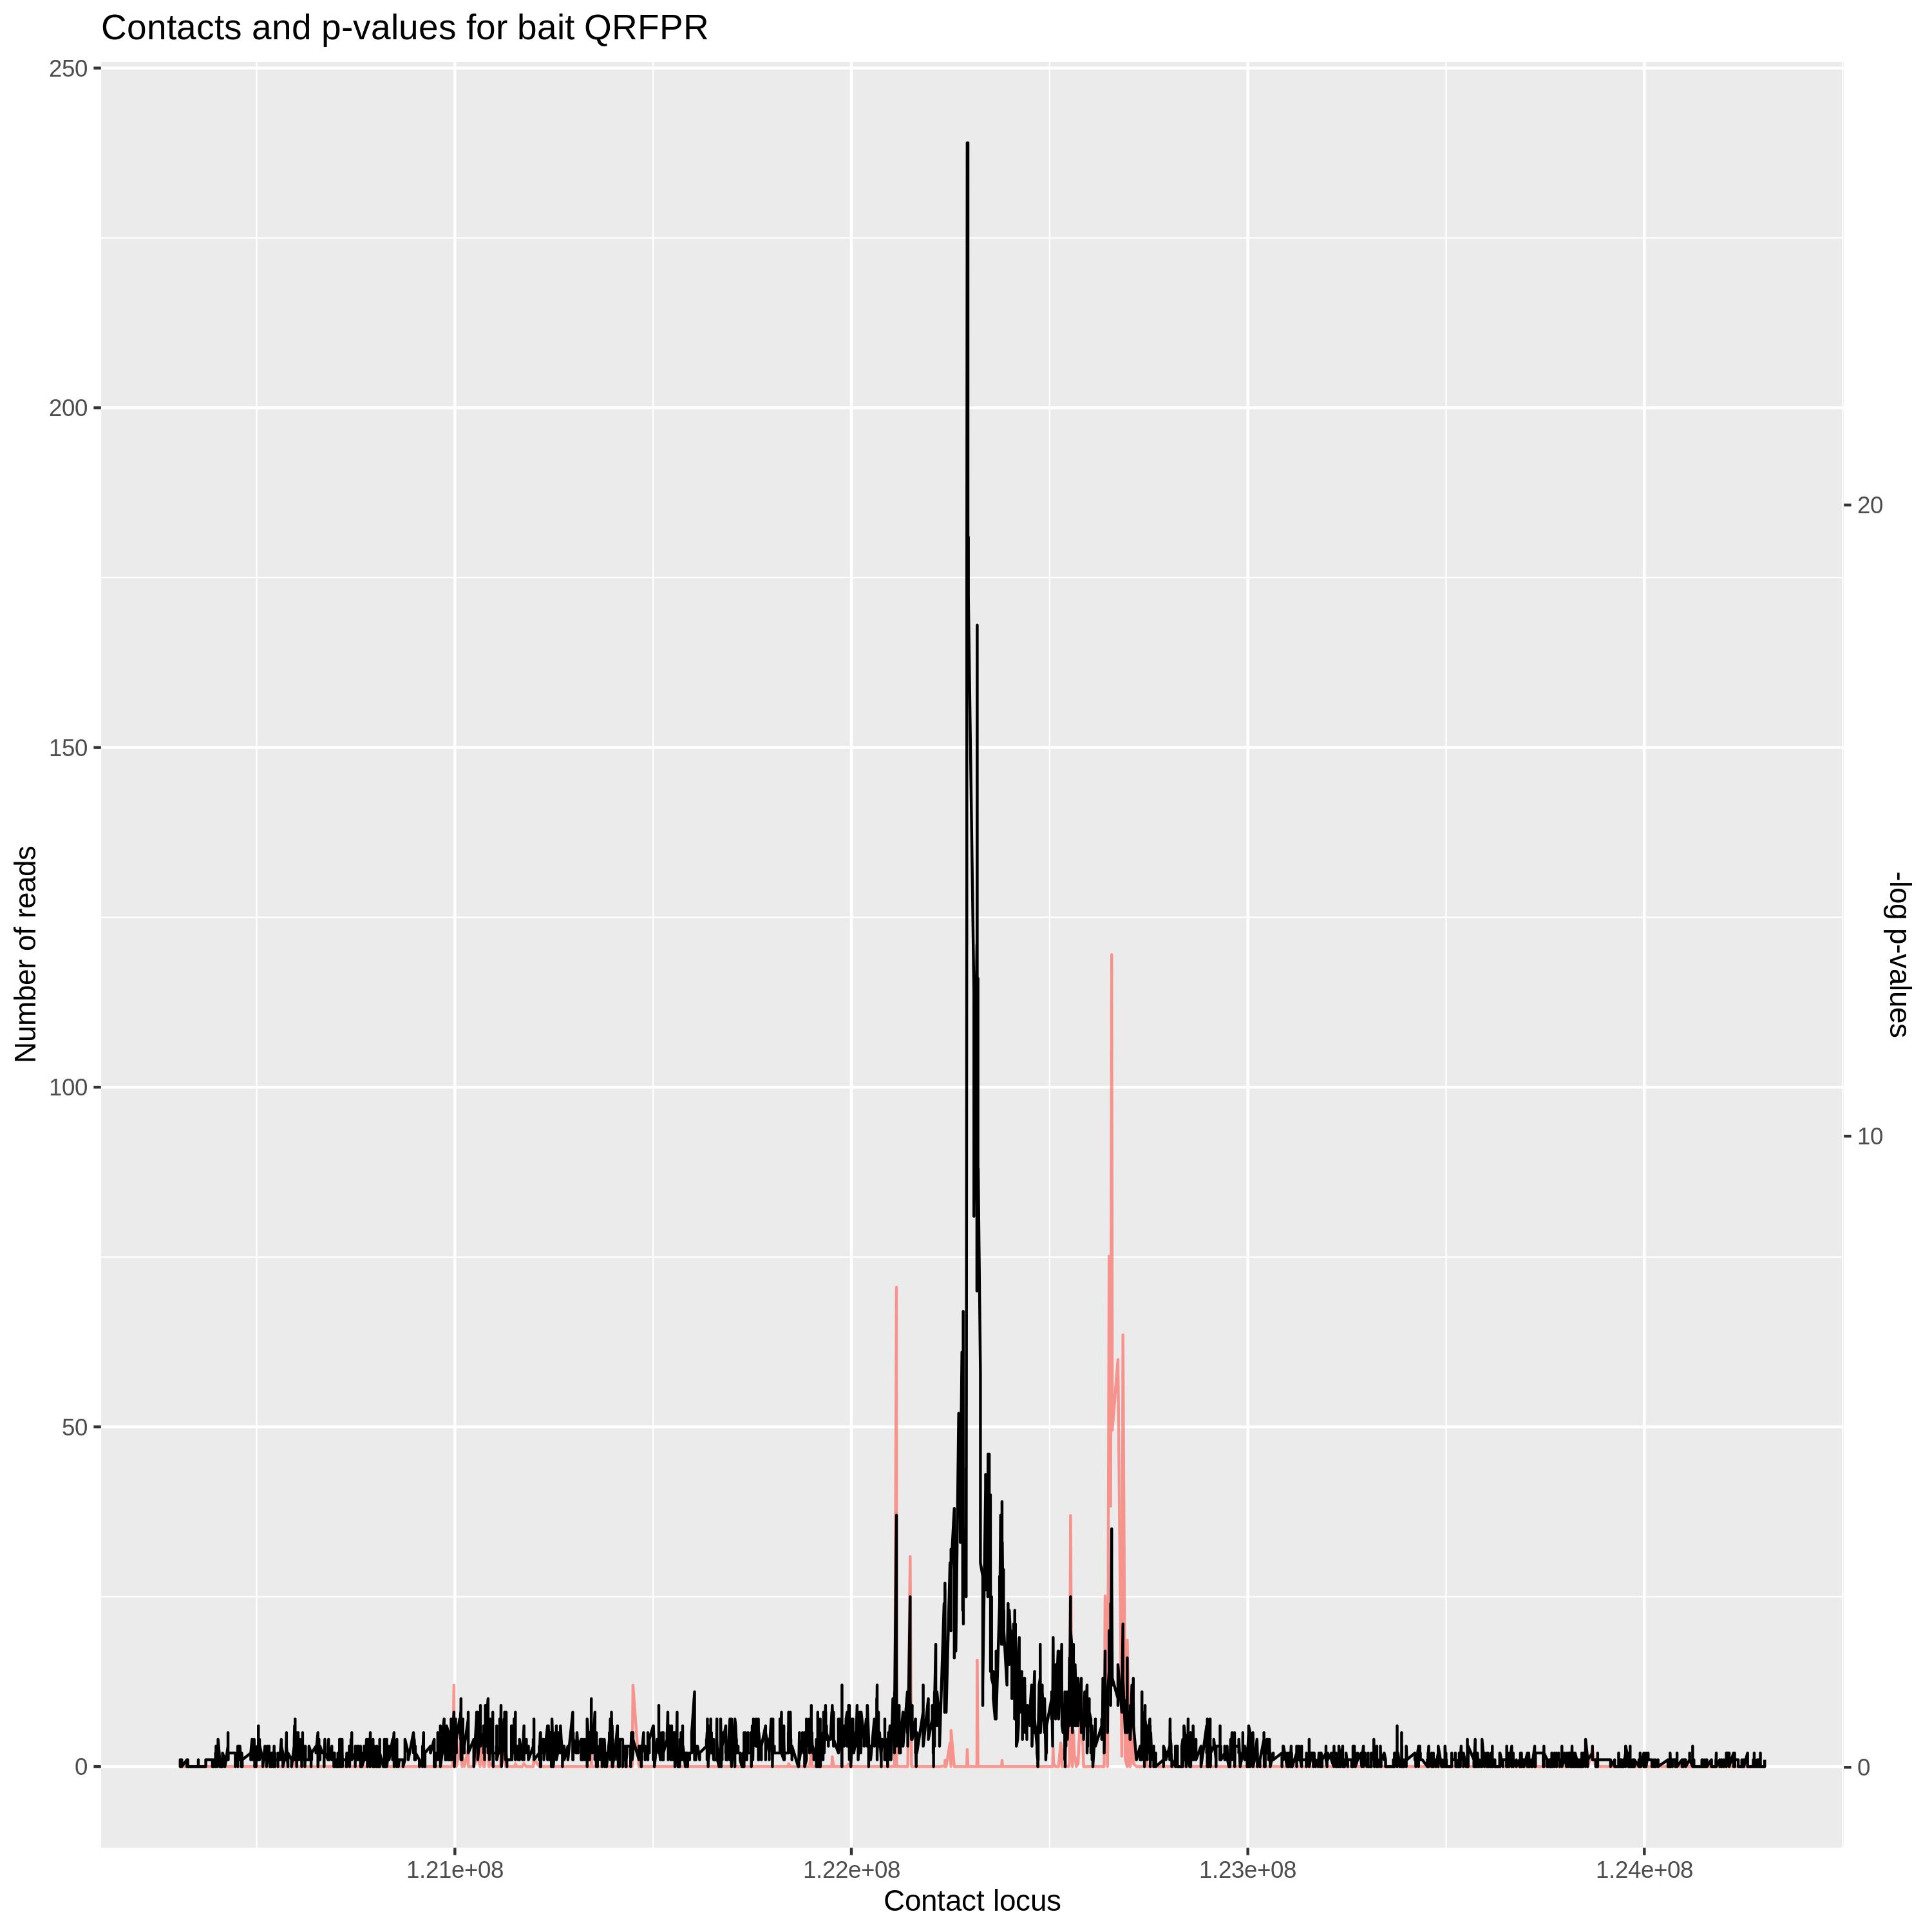 Contacts and p-values for bait QRFPR
250
200
150
100
50
0
Number of reads
20
10
0
-log p-values
1.21e+08
1.22e+08
1.23e+08
1.24e+08
Contact locus